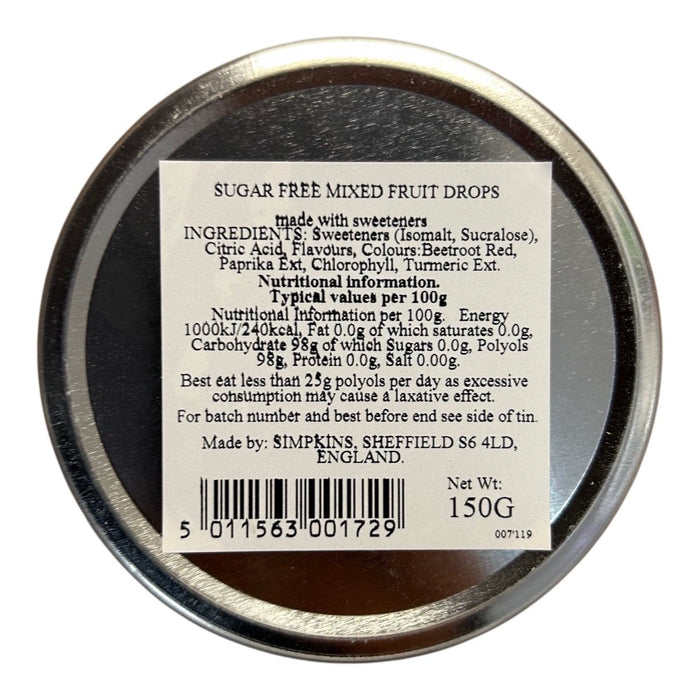 SUGAR FREE MIXED FRUIT DROPS
made with sweeteners
INGREDIENTS: Sweeteners (Isomalt, Sucralose),
Citric Acid, Flavours, Colours:Beetroot Red,
Paprika Ext, Chlorophyll, Turmeric Ext.
Nutritional information.
Typical values per 100g
Nutritional Information per 100g. Energy
1000kJ/240kcal, Fat 0.0g of which saturates 0.0g,
Carbohydrate 98g of which Sugars 0.0g, Polyols
98g, Protein 0.0g, Salt 0.00g.
Best eat less than 25g polyols per day as excessive
consumption may cause a laxative effect.
For batch number and best before end see side of tin.
Made by: SIMPKINS, SHEFFIELD S6 4LD,
ENGLAND.
Net Wt:
150G
5 011563 001729
007'119